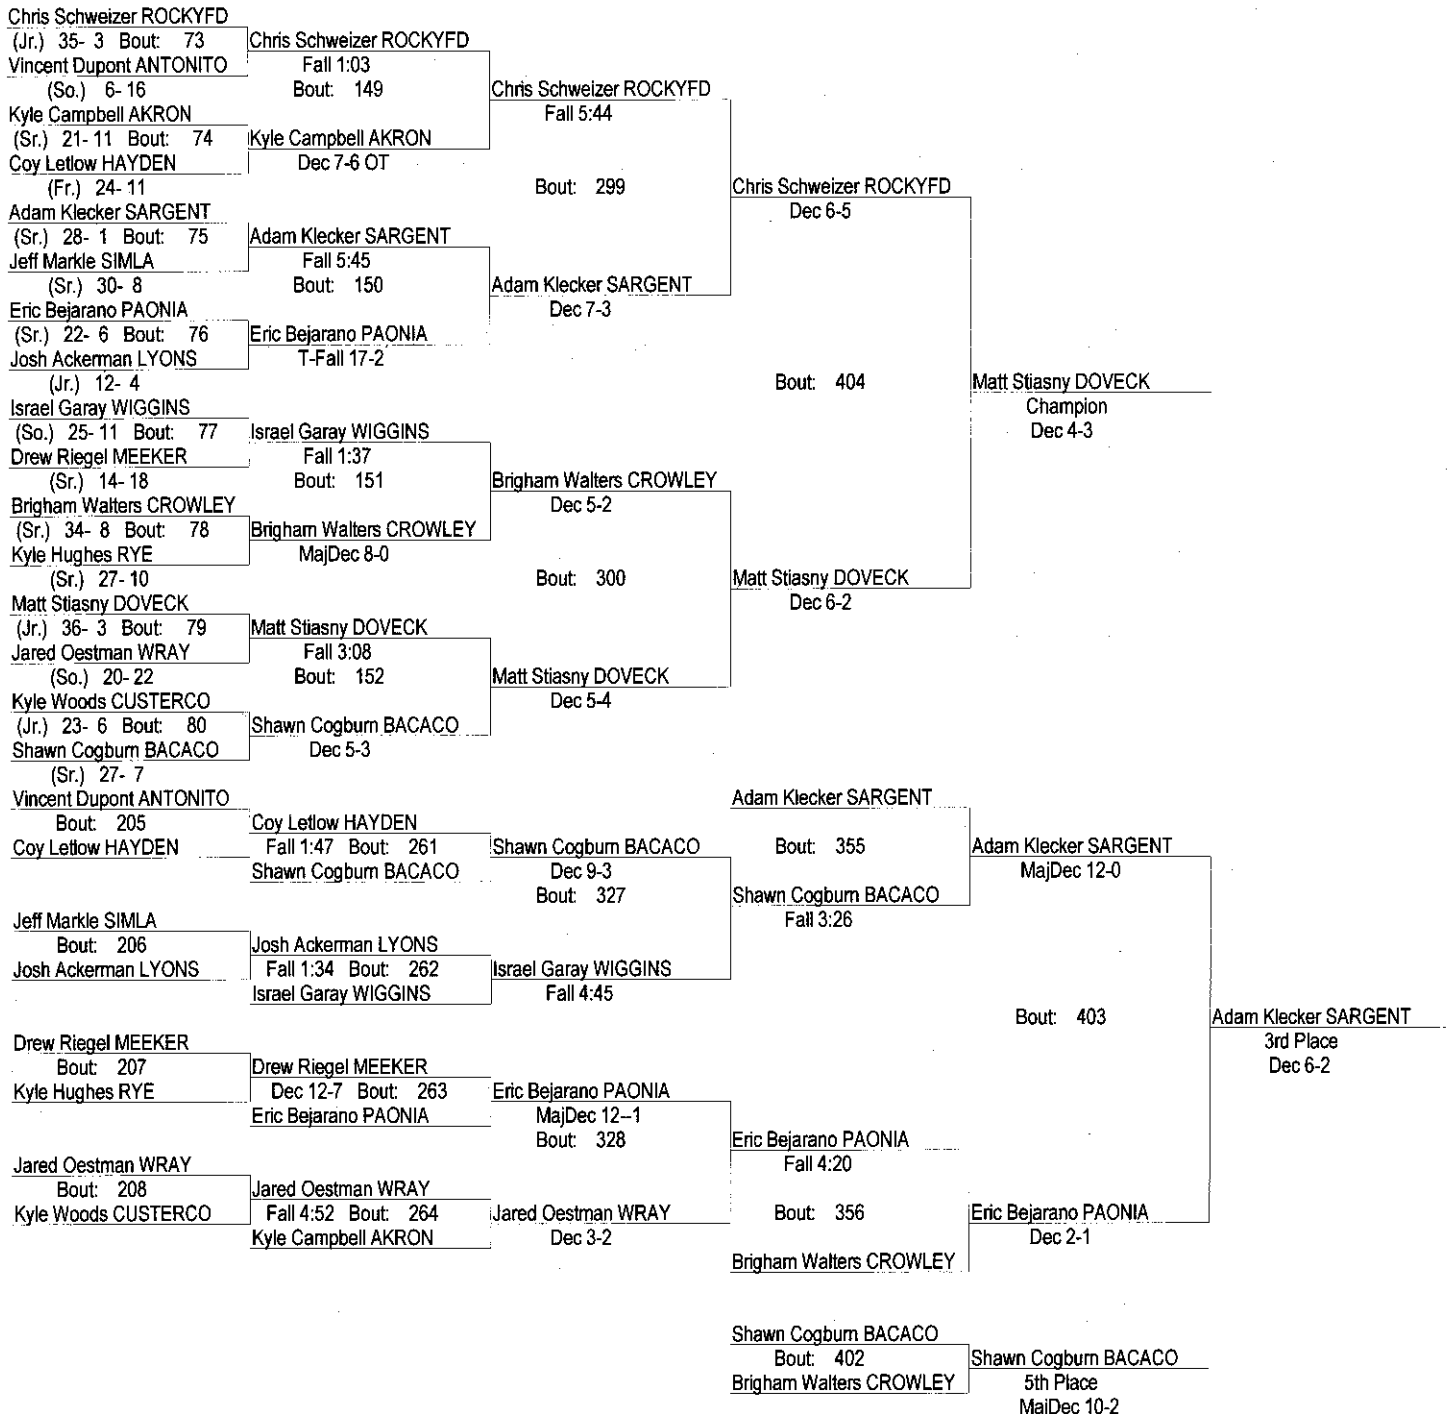 Chris Schweizer ROCKYFD
(Jr.) 35- 3 Bout: 73
Vincent Dupont ANTONITO
(So.) 6- 16
Kyle Campbell AKRON
(Sr.) 21- 11 Bout: 74
Coy Letlow HAYDEN
(Fr.) 24- 11
Adam Klecker SARGENT
(Sr.) 28- 1 Bout: 75
Jeff Markle SIMLA
(Sr.) 30- 8
Eric Bejarano PAONIA
(Sr.) 22- 6 Bout: 76
Josh Ackerman LYONS
(Jr.) 12- 4
Israel Garay WIGGINS
(So.) 25- 11 Bout: 77
Drew Riegel MEEKER
(Sr.) 14- 18
Brigham Walters CROWLEY
(Sr.) 34- 8 Bout: 78
Kyle Hughes RYE
(Sr.) 27- 10
Matt Stiasny DOVECK
(Jr.) 36- 3 Bout: 79
Jared Oestman WRAY
(So.) 20- 22
Kyle Woods CUSTERCO
(Jr.) 23- 6 Bout: 80
Shawn Cogburn BACACO
(Sr.) 27- 7
Chris Schweizer ROCKYFD
Fall 1:03
Bout: 149
Kyle Campbell AKRON
Dec 7-6 OT
Adam Klecker SARGENT
Fall 5:45
Bout: 150
Eric Bejarano PAONIA
T-Fall 17-2
Israel Garay WIGGINS
Fall 1:37
Bout: 151
Brigham Walters CROWLEY
MajDec 8-0
Matt Stiasny DOVECK
Fall 3:08
Bout: 152
Shawn Cogburn BACACO
Dec 5-3
Chris Schweizer ROCKYFD
Fall 5:44
Bout: 299
Adam Klecker SARGENT
Dec 7-3
Brigham Walters CROWLEY
Dec 5-2
Bout: 300
Matt Stiasny DOVECK
Dec 5-4
Chris Schweizer ROCKYFD
Dec 6-5
Bout: 404
Matt Stiasny DOVECK
Dec 6-2
Matt Stiasny DOVECK
Champion
Dec 4-3
Vincent Dupont ANTONITO
Bout: 205
Coy Letlow HAYDEN
Jeff Markle SIMLA
Bout: 206
Josh Ackerman LYONS
Drew Riegel MEEKER
Bout: 207
Kyle Hughes RYE
Jared Oestman WRAY
Bout: 208
Kyle Woods CUSTERCO
Coy Letlow HAYDEN
Fall 1:47 Bout: 261
Shawn Cogburn BACACO
Josh Ackerman LYONS
Fall 1:34 Bout: 262
Israel Garay WIGGINS
Drew Riegel MEEKER
Dec 12-7 Bout: 263
Eric Bejarano PAONIA
Jared Oestman WRAY
Fall 4:52 Bout: 264
Kyle Campbell AKRON
Shawn Cogburn BACACO
Dec 9-3
Bout: 327
Israel Garay WIGGINS
Fall 4:45
Eric Bejarano PAONIA
MajDec 12--1
Bout: 328
Jared Oestman WRAY
Dec 3-2
Adam Klecker SARGENT
Bout: 355
Shawn Cogburn BACACO
Fall 3:26
Eric Bejarano PAONIA
Fall 4:20
Bout: 356
Brigham Walters CROWLEY
Adam Klecker SARGENT
MajDec 12-0
Bout: 403
Eric Bejarano PAONIA
Dec 2-1
Adam Klecker SARGENT
3rd Place
Dec 6-2
Shawn Cogburn BACACO
Bout: 402
Brigham Walters CROWLEY
Shawn Cogburn BACACO
5th Place
MajDec 10-2